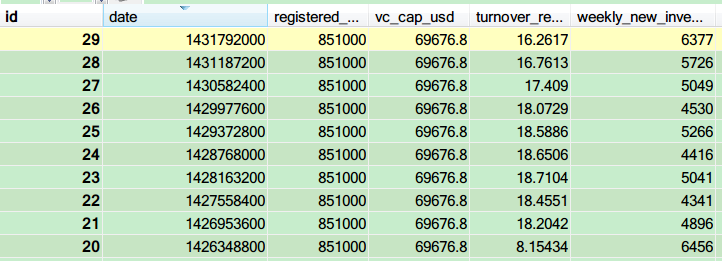 id date registered_... vc_cap_usd turnover_re... weekly_new_inve...
29 1431792000 851000 69676.8 16.2617 6377
28 1431187200 851000 69676.8 16.7613 5726
27 1430582400 851000 69676.8 17.409 5049
26 1429977600 851000 69676.8 18.0729 4530
25 1429372800 851000 69676.8 18.5886 5266
24 1428768000 851000 69676.8 18.6506 4416
23 1428163200 851000 69676.8 18.7104 5041
22 1427558400 851000 69676.8 18.4551 4341
21 1426953600 851000 69676.8 18.2042 4896
20 1426348800 851000 69676.8 8.15434 6456